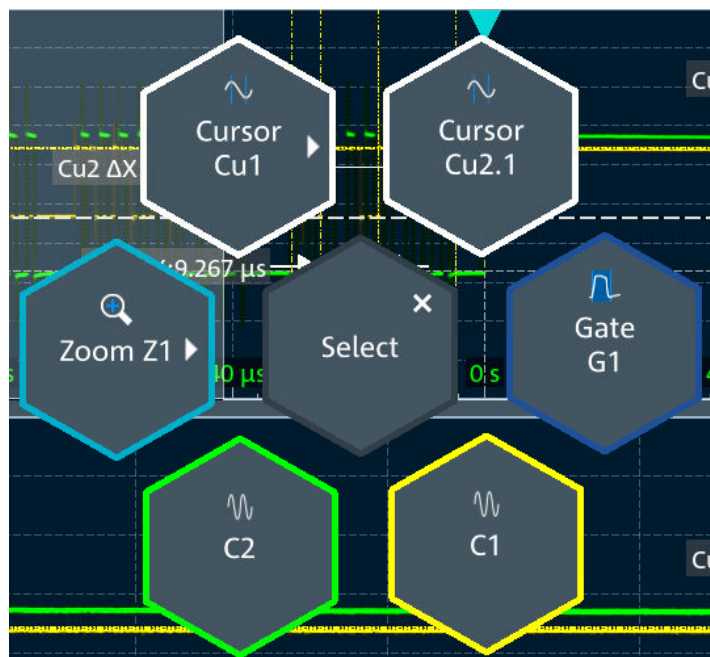 Cu
Cursor
Cu1
Cursor
Cu2.1
Cu2 ΔX
:9.267 µs
Zoom Z1
Select
Gate
G1
40 µs
0 s
C2
C1
Cu